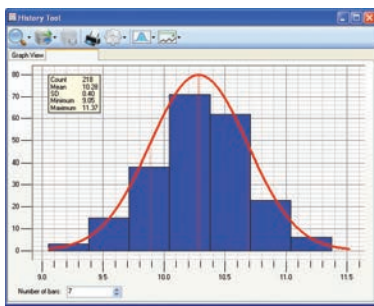 History Tool
Graph View
Count 218
Mean 10.28
SD 0.40
Minimum 9.05
Maximum 11.37
80
70
60
50
40
30
20
10
0
9.0 9.5 10.0 10.5 11.0 11.5
Number of bars: 7